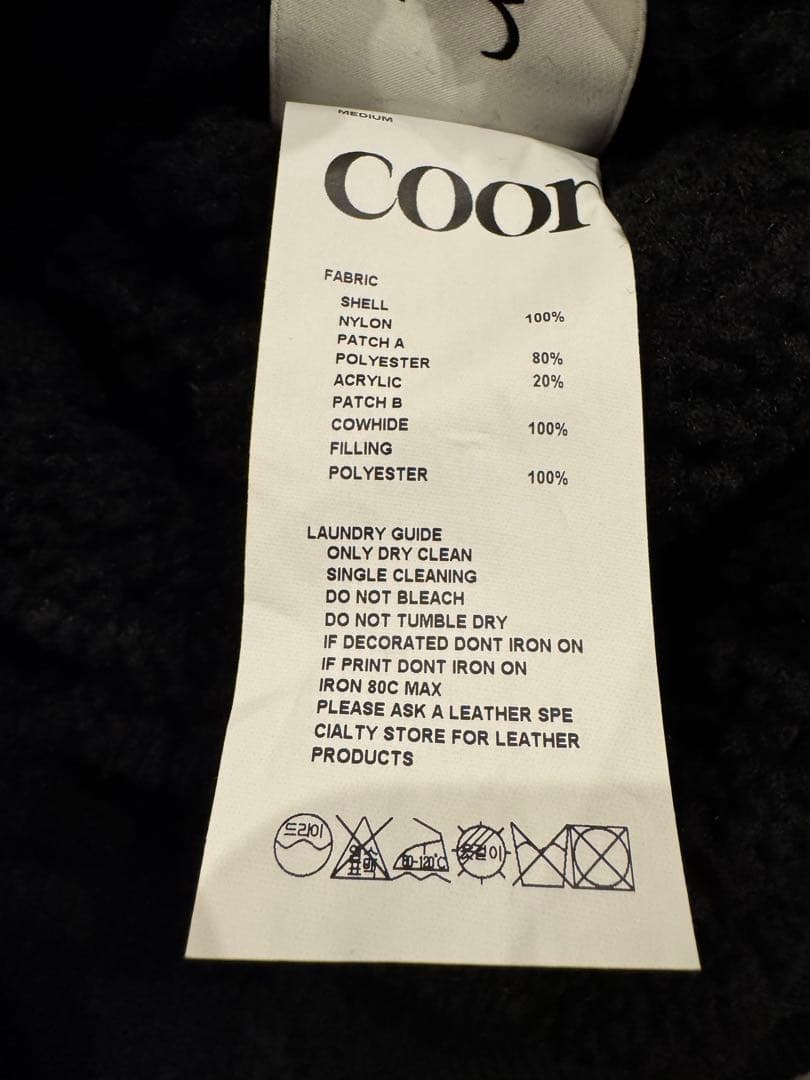 MEDIUM
coor
FABRIC
SHELL
NYLON 100%
PATCH A
POLYESTER 80%
ACRYLIC 20%
PATCH B
COWHIDE 100%
FILLING
POLYESTER 100%
LAUNDRY GUIDE
ONLY DRY CLEAN
SINGLE CLEANING
DO NOT BLEACH
DO NOT TUMBLE DRY
IF DECORATED DONT IRON ON
IF PRINT DONT IRON ON
IRON 80C MAX
PLEASE ASK A LEATHER SPE
CIALTY STORE FOR LEATHER
PRODUCTS
드라이 80-120°C 옷걸이